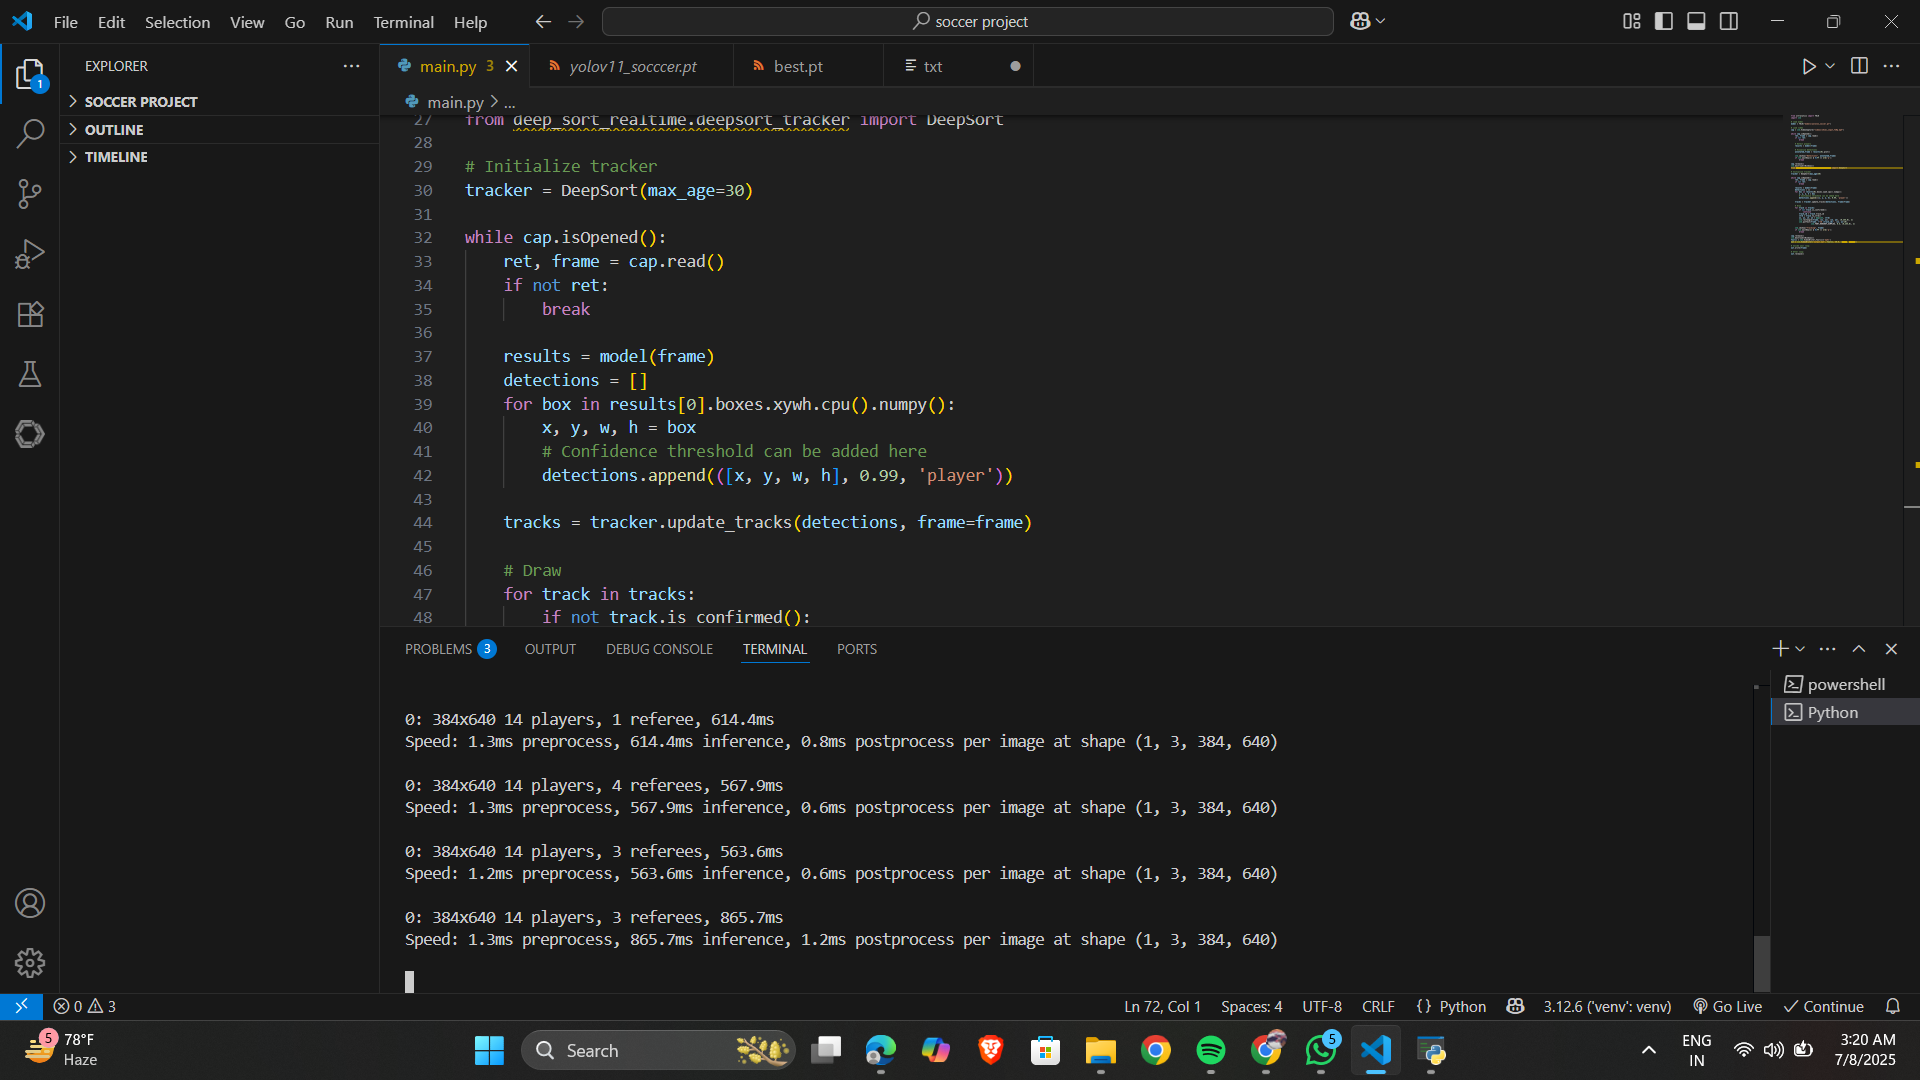 File Edit Selection View Go Run Terminal Help
soccer project
EXPLORER
SOCCER PROJECT
OUTLINE
TIMELINE
1
main.py 3
yolov11_socccer.pt
best.pt
txt
main.py > ...
27 from deep_sort_realtime.deepsort_tracker import DeepSort
28
29 # Initialize tracker
30 tracker = DeepSort(max_age=30)
31
32 while cap.isOpened():
33 ret, frame = cap.read()
34 if not ret:
35 break
36
37 results = model(frame)
38 detections = []
39 for box in results[0].boxes.xywh.cpu().numpy():
40 x, y, w, h = box
41 # Confidence threshold can be added here
42 detections.append(([x, y, w, h], 0.99, 'player'))
43
44 tracks = tracker.update_tracks(detections, frame=frame)
45
46 # Draw
47 for track in tracks:
48 if not track.is_confirmed():
PROBLEMS 3 OUTPUT DEBUG CONSOLE TERMINAL PORTS
powershell
Python
0: 384x640 14 players, 1 referee, 614.4ms
Speed: 1.3ms preprocess, 614.4ms inference, 0.8ms postprocess per image at shape (1, 3, 384, 640)
0: 384x640 14 players, 4 referees, 567.9ms
Speed: 1.3ms preprocess, 567.9ms inference, 0.6ms postprocess per image at shape (1, 3, 384, 640)
0: 384x640 14 players, 3 referees, 563.6ms
Speed: 1.2ms preprocess, 563.6ms inference, 0.6ms postprocess per image at shape (1, 3, 384, 640)
0: 384x640 14 players, 3 referees, 865.7ms
Speed: 1.3ms preprocess, 865.7ms inference, 1.2ms postprocess per image at shape (1, 3, 384, 640)
0 3
Ln 72, Col 1 Spaces: 4 UTF-8 CRLF {} Python 3.12.6 ('venv': venv) Go Live Continue
5
78°F
Haze
Search
5
ENG
IN
3:20 AM
7/8/2025